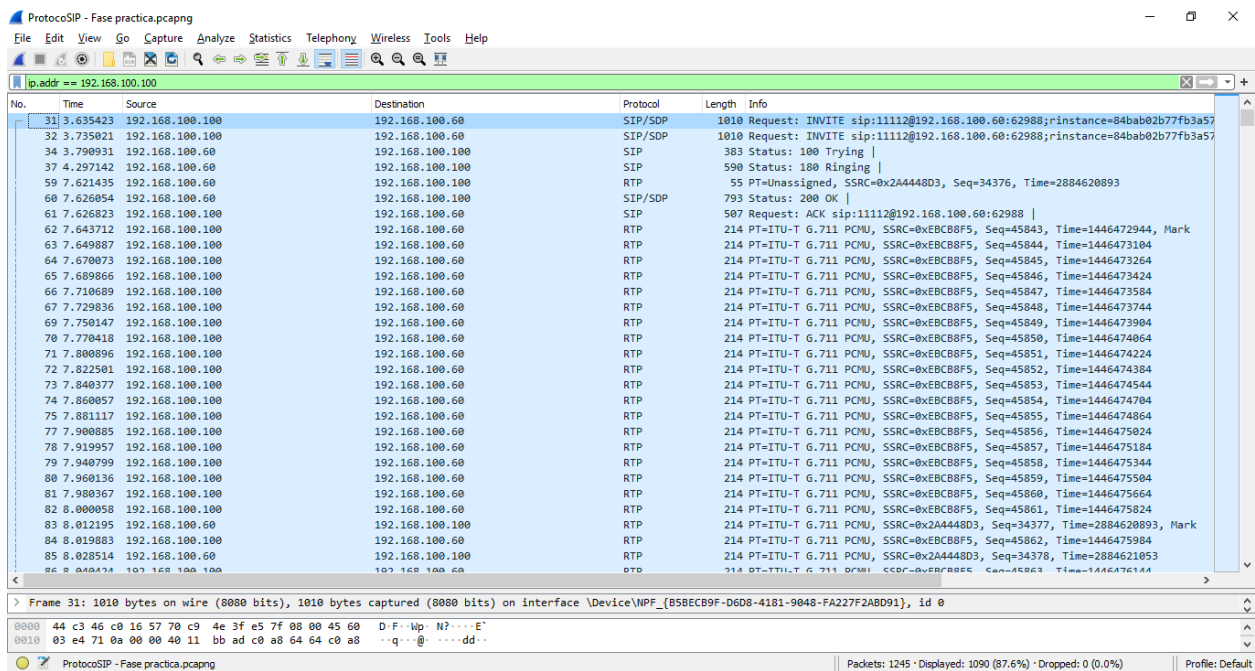 ProtocoSIP - Fase practica.pcapng
File Edit View Go Capture Analyze Statistics Telephony Wireless Tools Help
ip.addr == 192.168.100.100
No. Time Source Destination Protocol Length Info
31 3.635423 192.168.100.100 192.168.100.60 SIP/SDP 1010 Request: INVITE sip:11112@192.168.100.60:62988;rinstance=84bab02b77fb3a57
32 3.735021 192.168.100.100 192.168.100.60 SIP/SDP 1010 Request: INVITE sip:11112@192.168.100.60:62988;rinstance=84bab02b77fb3a57
34 3.790931 192.168.100.60 192.168.100.100 SIP 383 Status: 100 Trying |
37 4.297142 192.168.100.60 192.168.100.100 SIP 590 Status: 180 Ringing |
59 7.621435 192.168.100.60 192.168.100.100 RTP 55 PT=Unassigned, SSRC=0x2A4448D3, Seq=34376, Time=2884620893
60 7.626054 192.168.100.60 192.168.100.100 SIP/SDP 793 Status: 200 OK |
61 7.626823 192.168.100.100 192.168.100.60 SIP 507 Request: ACK sip:11112@192.168.100.60:62988 |
62 7.643712 192.168.100.100 192.168.100.60 RTP 214 PT=ITU-T G.711 PCMU, SSRC=0xEBCB8F5, Seq=45843, Time=1446472944, Mark
63 7.649887 192.168.100.100 192.168.100.60 RTP 214 PT=ITU-T G.711 PCMU, SSRC=0xEBCB8F5, Seq=45844, Time=1446473104
64 7.670073 192.168.100.100 192.168.100.60 RTP 214 PT=ITU-T G.711 PCMU, SSRC=0xEBCB8F5, Seq=45845, Time=1446473264
65 7.689866 192.168.100.100 192.168.100.60 RTP 214 PT=ITU-T G.711 PCMU, SSRC=0xEBCB8F5, Seq=45846, Time=1446473424
66 7.710689 192.168.100.100 192.168.100.60 RTP 214 PT=ITU-T G.711 PCMU, SSRC=0xEBCB8F5, Seq=45847, Time=1446473584
67 7.729836 192.168.100.100 192.168.100.60 RTP 214 PT=ITU-T G.711 PCMU, SSRC=0xEBCB8F5, Seq=45848, Time=1446473744
69 7.750147 192.168.100.100 192.168.100.60 RTP 214 PT=ITU-T G.711 PCMU, SSRC=0xEBCB8F5, Seq=45849, Time=1446473904
70 7.770418 192.168.100.100 192.168.100.60 RTP 214 PT=ITU-T G.711 PCMU, SSRC=0xEBCB8F5, Seq=45850, Time=1446474064
71 7.800896 192.168.100.100 192.168.100.60 RTP 214 PT=ITU-T G.711 PCMU, SSRC=0xEBCB8F5, Seq=45851, Time=1446474224
72 7.822501 192.168.100.100 192.168.100.60 RTP 214 PT=ITU-T G.711 PCMU, SSRC=0xEBCB8F5, Seq=45852, Time=1446474384
73 7.840377 192.168.100.100 192.168.100.60 RTP 214 PT=ITU-T G.711 PCMU, SSRC=0xEBCB8F5, Seq=45853, Time=1446474544
74 7.860057 192.168.100.100 192.168.100.60 RTP 214 PT=ITU-T G.711 PCMU, SSRC=0xEBCB8F5, Seq=45854, Time=1446474704
75 7.881117 192.168.100.100 192.168.100.60 RTP 214 PT=ITU-T G.711 PCMU, SSRC=0xEBCB8F5, Seq=45855, Time=1446474864
77 7.900885 192.168.100.100 192.168.100.60 RTP 214 PT=ITU-T G.711 PCMU, SSRC=0xEBCB8F5, Seq=45856, Time=1446475024
78 7.919957 192.168.100.100 192.168.100.60 RTP 214 PT=ITU-T G.711 PCMU, SSRC=0xEBCB8F5, Seq=45857, Time=1446475184
79 7.940799 192.168.100.100 192.168.100.60 RTP 214 PT=ITU-T G.711 PCMU, SSRC=0xEBCB8F5, Seq=45858, Time=1446475344
80 7.960136 192.168.100.100 192.168.100.60 RTP 214 PT=ITU-T G.711 PCMU, SSRC=0xEBCB8F5, Seq=45859, Time=1446475504
81 7.980367 192.168.100.100 192.168.100.60 RTP 214 PT=ITU-T G.711 PCMU, SSRC=0xEBCB8F5, Seq=45860, Time=1446475664
82 8.000058 192.168.100.100 192.168.100.60 RTP 214 PT=ITU-T G.711 PCMU, SSRC=0xEBCB8F5, Seq=45861, Time=1446475824
83 8.012195 192.168.100.60 192.168.100.100 RTP 214 PT=ITU-T G.711 PCMU, SSRC=0x2A4448D3, Seq=34377, Time=2884620893, Mark
84 8.019883 192.168.100.100 192.168.100.60 RTP 214 PT=ITU-T G.711 PCMU, SSRC=0xEBCB8F5, Seq=45862, Time=1446475984
85 8.028514 192.168.100.60 192.168.100.100 RTP 214 PT=ITU-T G.711 PCMU, SSRC=0x2A4448D3, Seq=34378, Time=2884621053
86 8.040424 192.168.100.100 192.168.100.60 RTP 214 PT=ITU-T G.711 PCMU, SSRC=0xEBCB8F5, Seq=45863, Time=1446476144
Frame 31: 1010 bytes on wire (8080 bits), 1010 bytes captured (8080 bits) on interface \Device\NPF_{B5BECB9F-D6D8-4181-9048-FA227F2ABD91}, id 0
0000 44 c3 46 c0 16 57 70 c9 4e 3f e5 7f 08 00 45 60 D·F··Wp· N?····E`
0010 03 e4 71 0a 00 00 40 11 bb ad c0 a8 64 64 c0 a8 ··q···@· ····dd··
ProtocoSIP - Fase practica.pcapng Packets: 1245 · Displayed: 1090 (87.6%) · Dropped: 0 (0.0%) Profile: Default